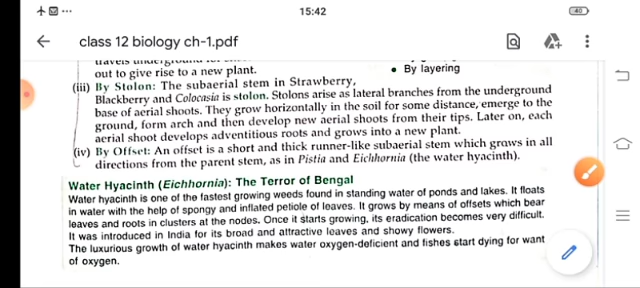 15:42
40
class 12 biology ch-1.pdf
out to give rise to a new plant.
• By layering
(iii) By Stolon: The subaerial stem in Strawberry,
Blackberry and Colocasia is stolon. Stolons arise as lateral branches from the underground
base of aerial shoots. They grow horizontally in the soil for some distance, emerge to the
ground, form arch and then develop new aerial shoots from their tips. Later on, each
aerial shoot develops adventitious roots and grows into a new plant.
(iv) By Offset: An offset is a short and thick runner-like subaerial stem which grows in all
directions from the parent stem, as in Pistia and Eichhornia (the water hyacinth).
Water Hyacinth (Eichhornia): The Terror of Bengal
Water hyacinth is one of the fastest growing weeds found in standing water of ponds and lakes. It floats
in water with the help of spongy and inflated petiole of leaves. It grows by means of offsets which bear
leaves and roots in clusters at the nodes. Once it starts growing, its eradication becomes very difficult.
It was introduced in India for its broad and attractive leaves and showy flowers.
The luxurious growth of water hyacinth makes water oxygen-deficient and fishes start dying for want
of oxygen.